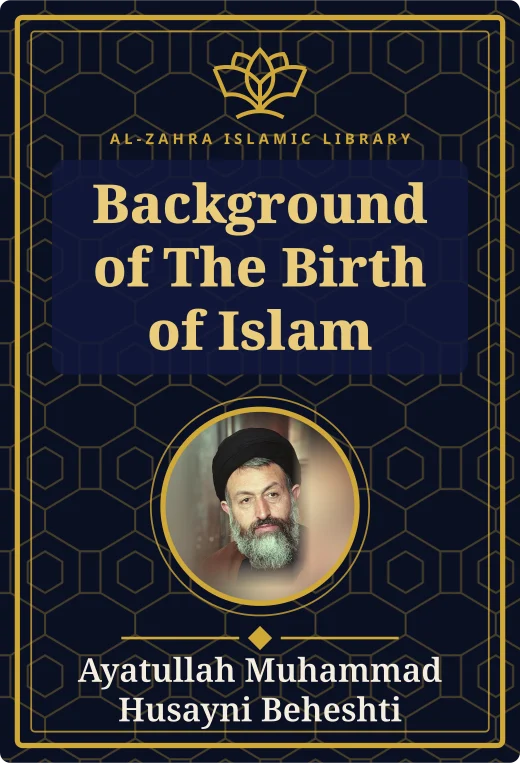 AL-ZAHRA ISLAMIC LIBRARY
Background
of The Birth
of Islam
Ayatullah Muhammad
Husayni Beheshti